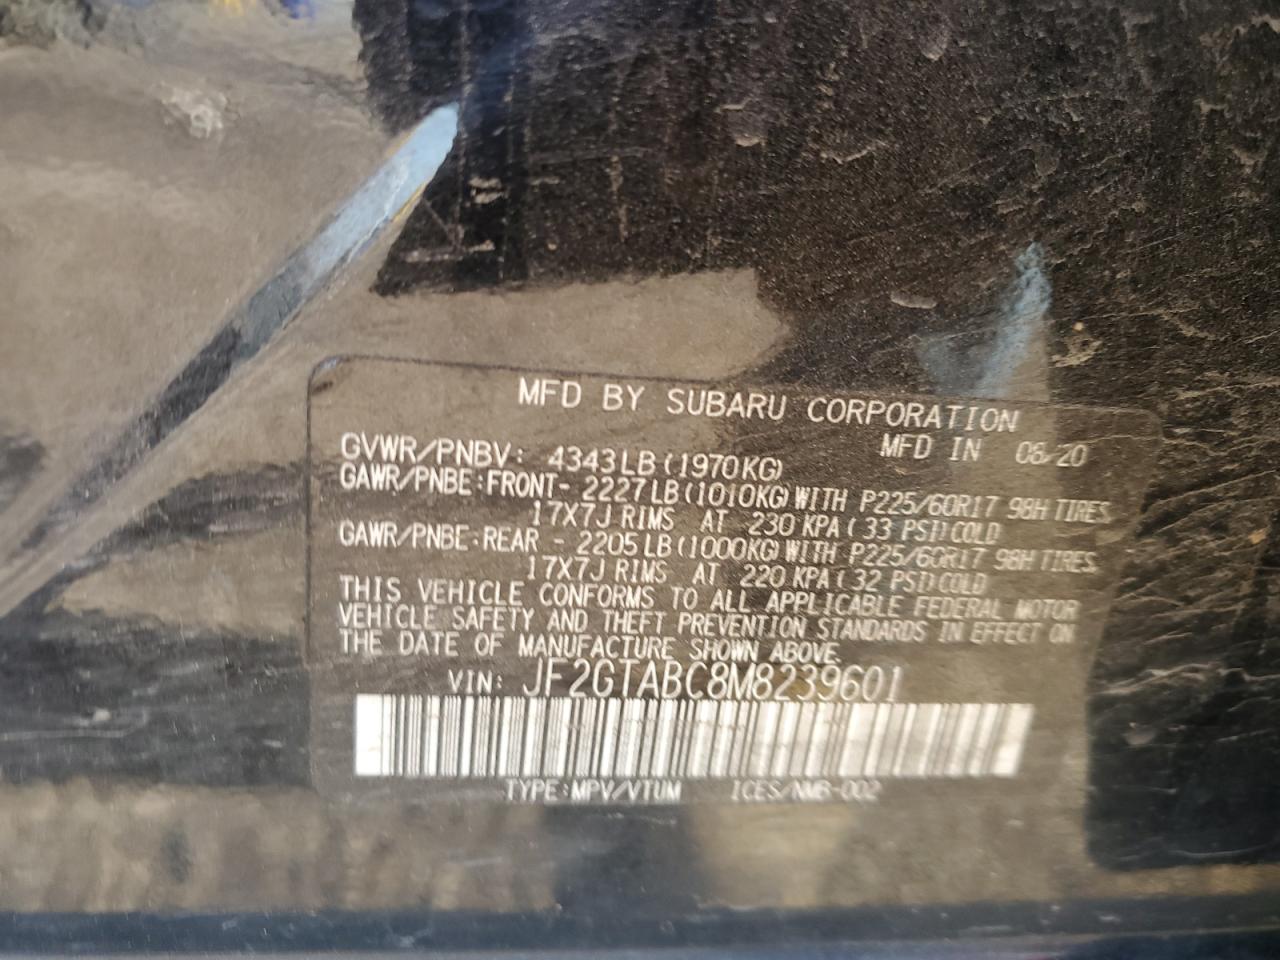 MFD BY SUBARU CORPORATION
MFD IN 08/20
GVWR/PNBV: 4343LB(1970KG)
GAWR/PNBE:FRONT- 2227LB(1010KG)WITH P225/60R17 98H TIRES
17X7J RIMS AT 230 KPA( 33 PSI)COLD
GAWR/PNBE:REAR - 2205LB(1000KG)WITH P225/60R17 98H TIRES
17X7J RIMS AT 220 KPA( 32 PSI)COLD
THIS VEHICLE CONFORMS TO ALL APPLICABLE FEDERAL MOTOR
VEHICLE SAFETY AND THEFT PREVENTION STANDARDS IN EFFECT ON
THE DATE OF MANUFACTURE SHOWN ABOVE.
VIN: JF2GTABC8M8239601
TYPE:MPV/VTUM ICES/NMB-002